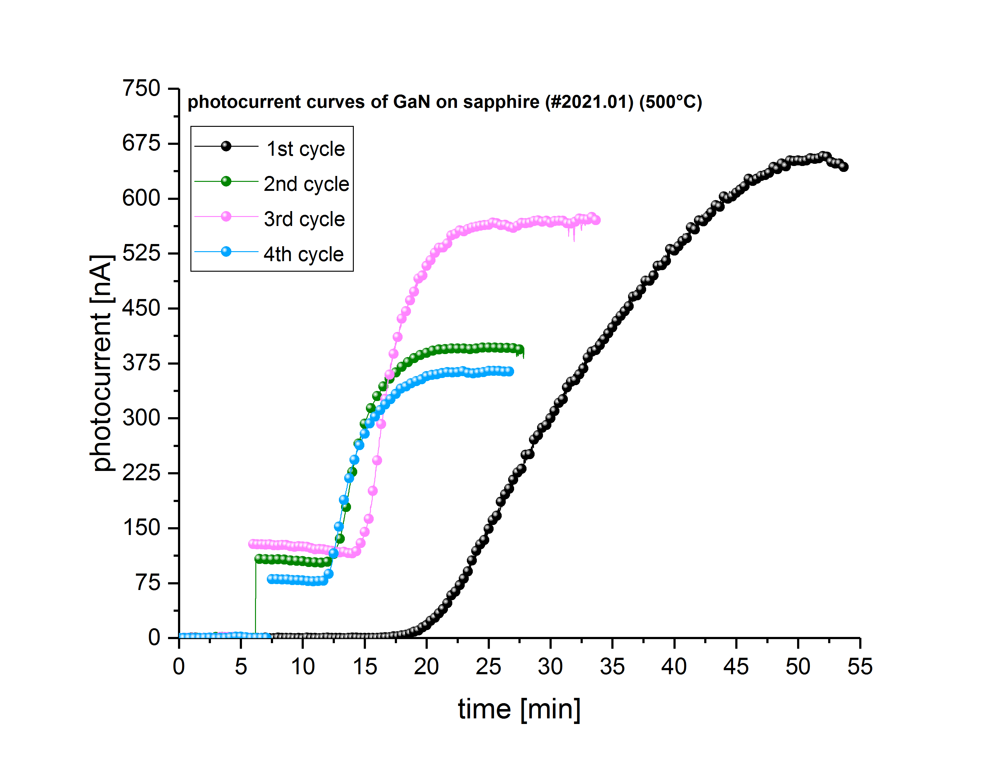 photocurrent curves of GaN on sapphire (#2021.01) (500°C)
1st cycle
2nd cycle
3rd cycle
4th cycle
photocurrent [nA]
750
675
600
525
450
375
300
225
150
75
0
0 5 10 15 20 25 30 35 40 45 50 55
time [min]